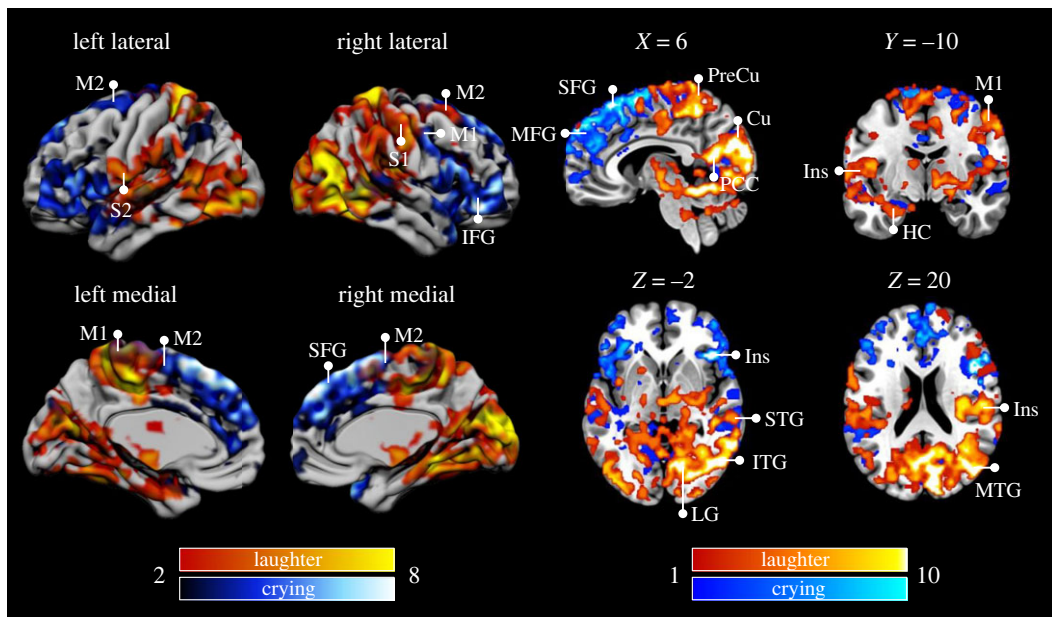 left lateral
right lateral
X = 6
Y = –10
M2
M2
M1
S1
S2
IFG
SFG
PreCu
MFG
Cu
PCC
M1
Ins
HC
left medial
right medial
Z = –2
Z = 20
M1
M2
SFG
M2
Ins
STG
ITG
LG
Ins
MTG
2
laughter
crying
8
1
laughter
crying
10